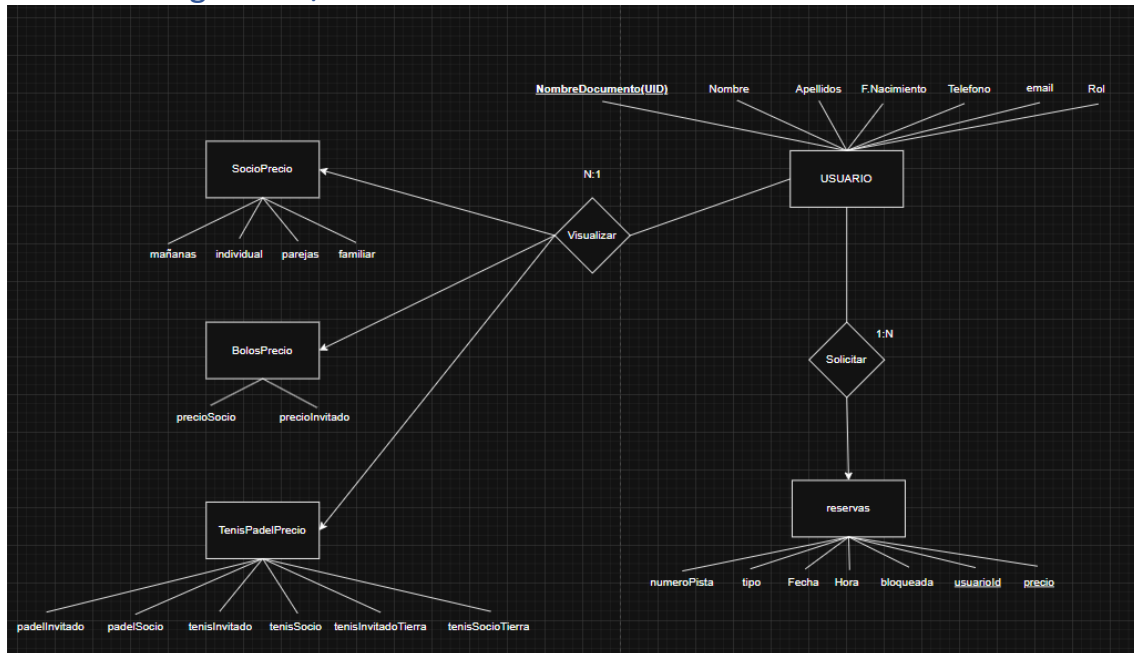 NombreDocumento(UID) Nombre Apellidos F.Nacimiento Telefono email Rol
USUARIO
SocioPrecio
N:1
Visualizar
mañanas individual parejas familiar
1:N
Solicitar
BolosPrecio
precioSocio precioInvitado
TenisPadelPrecio
reservas
numeroPista tipo Fecha Hora bloqueada usuarioId precio
padelInvitado padelSocio tenisInvitado tenisSocio tenisInvitadoTierra tenisSocioTierra